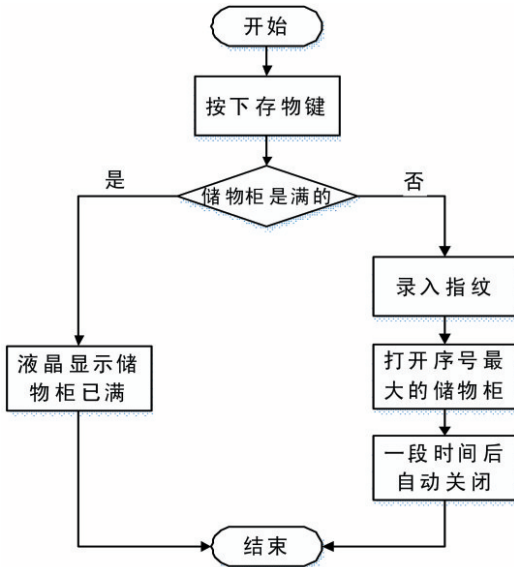 开始
按下存物键
储物柜是满的
是
否
录入指纹
液晶显示储
物柜已满
打开序号最
大的储物柜
一段时间后
自动关闭
结束